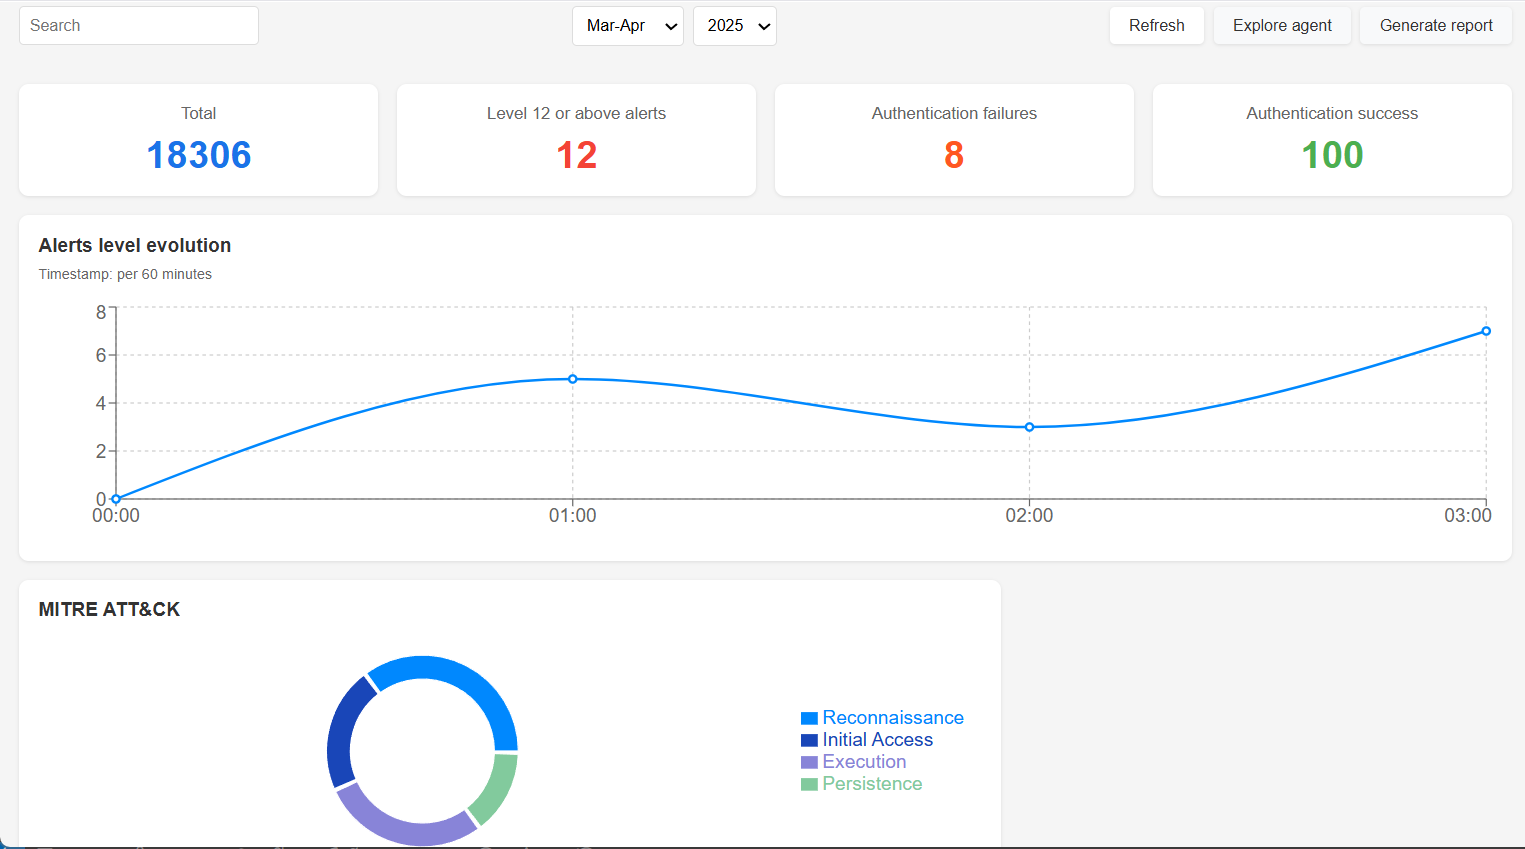 Search
Mar-Apr
2025
Refresh
Explore agent
Generate report
Total
18306
Level 12 or above alerts
12
Authentication failures
8
Authentication success
100
Alerts level evolution
Timestamp: per 60 minutes
8
6
4
2
0
00:00
01:00
02:00
03:00
MITRE ATT&CK
Reconnaissance
Initial Access
Execution
Persistence